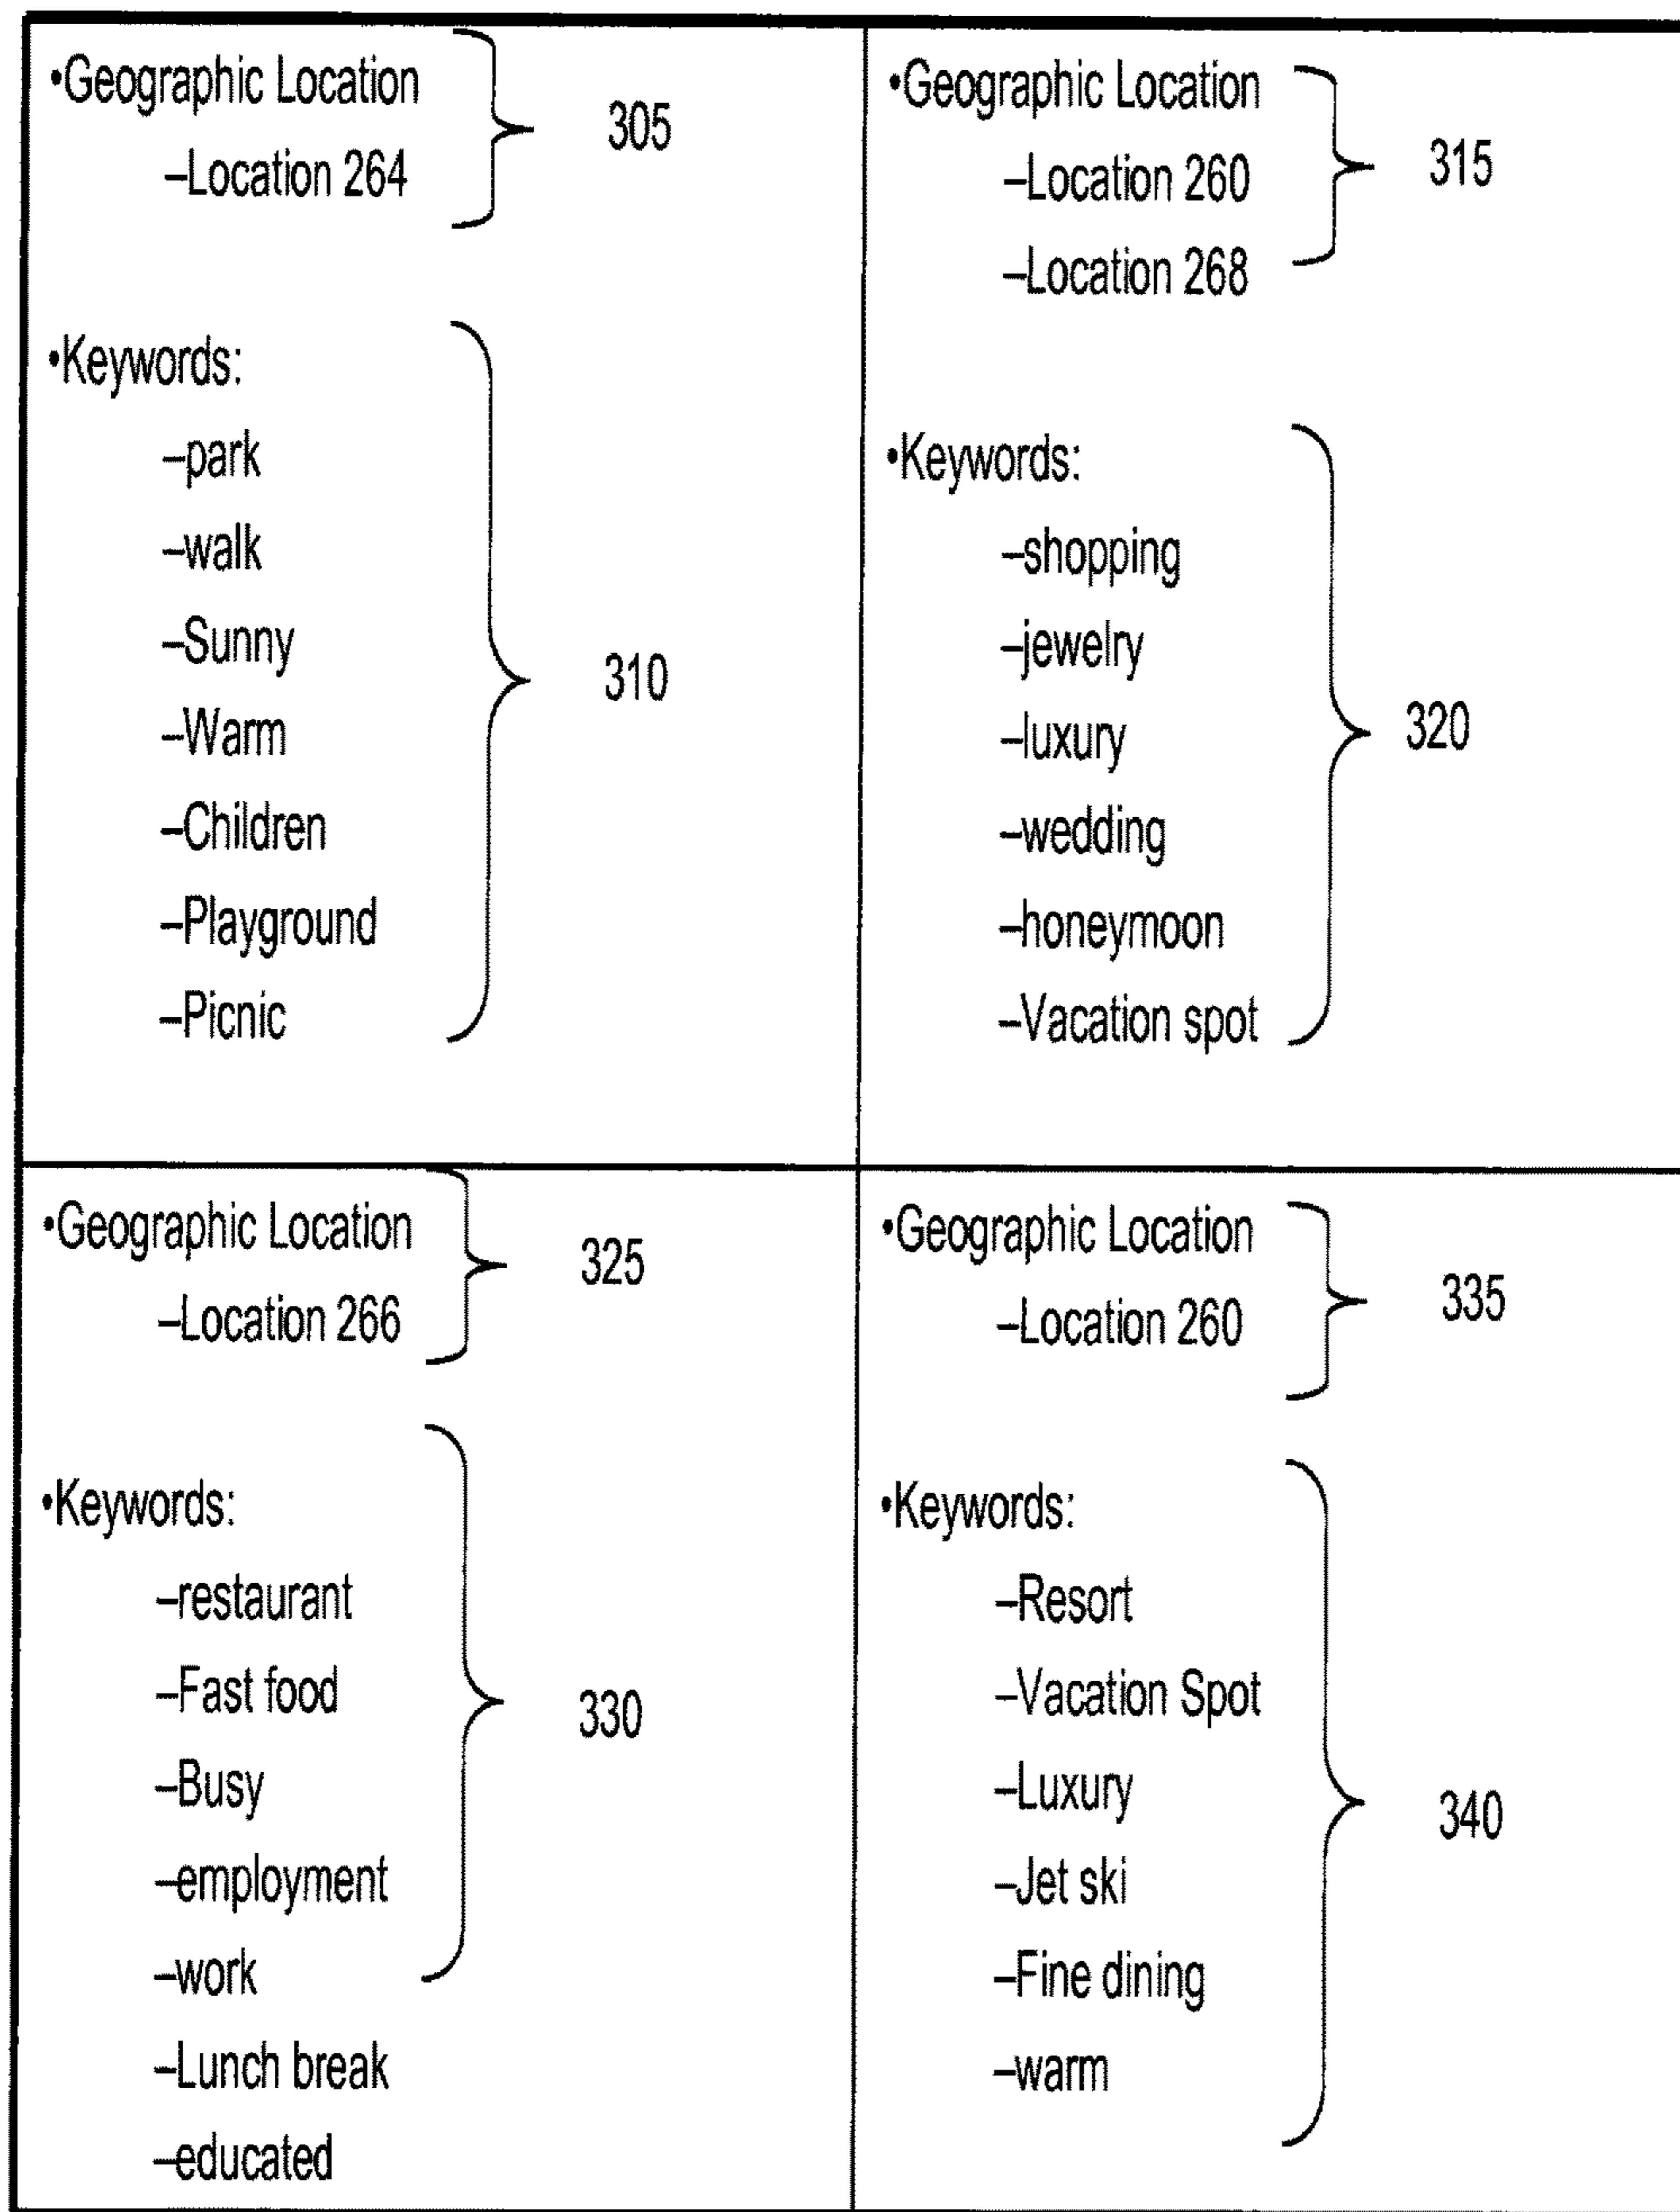 •Geographic Location
–Location 264
305
•Keywords:
–park
–walk
–Sunny
–Warm
–Children
–Playground
–Picnic
310
•Geographic Location
–Location 260
–Location 268
315
•Keywords:
–shopping
–jewelry
–luxury
–wedding
–honeymoon
–Vacation spot
320
•Geographic Location
–Location 266
325
•Keywords:
–restaurant
–Fast food
–Busy
–employment
–work
–Lunch break
–educated
330
•Geographic Location
–Location 260
335
•Keywords:
–Resort
–Vacation Spot
–Luxury
–Jet ski
–Fine dining
–warm
340